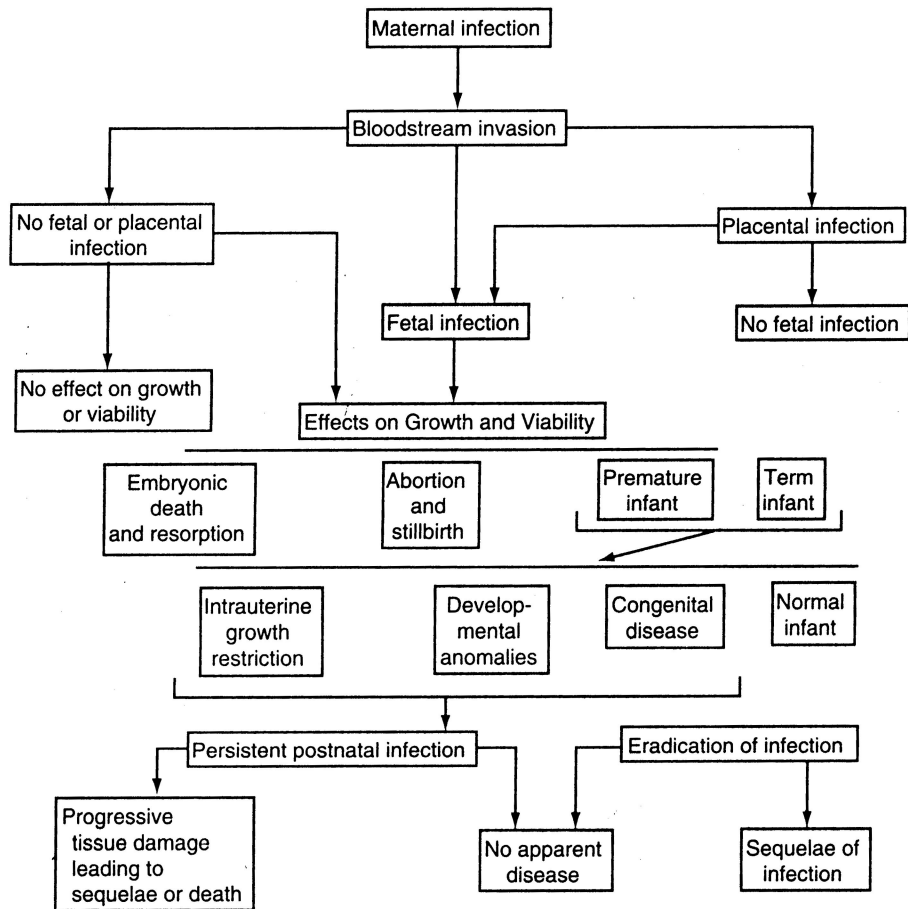 Maternal infection
Bloodstream invasion
No fetal or placental
infection
Placental infection
Fetal infection
No fetal infection
No effect on growth
or viability
Effects on Growth and Viability
Embryonic
death
and resorption
Abortion
and
stillbirth
Premature
infant
Term
infant
Intrauterine
growth
restriction
Develop-
mental
anomalies
Congenital
disease
Normal
infant
Persistent postnatal infection
Eradication of infection
Progressive
tissue damage
leading to
sequelae or death
No apparent
disease
Sequelae of
infection